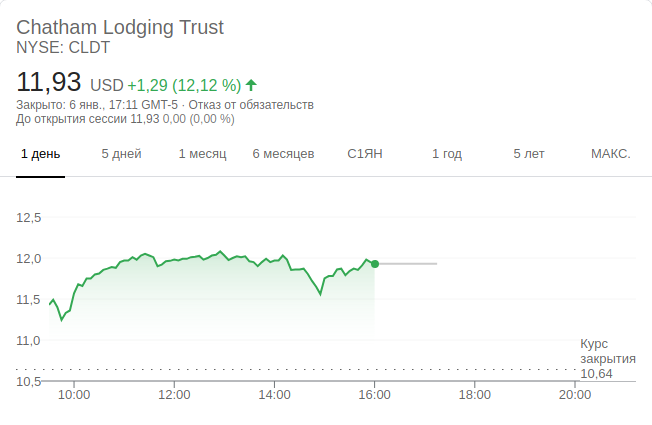 Chatham Lodging Trust
NYSE: CLDT
11,93 USD +1,29 (12,12 %)
Закрыто: 6 янв., 17:11 GMT-5 · Отказ от обязательств
До открытия сессии 11,93 0,00 (0,00 %)
1 день 5 дней 1 месяц 6 месяцев С1ЯН 1 год 5 лет МАКС.
12,5
12,0
11,5
11,0
Курс
закрытия
10,64
10,5
10:00 12:00 14:00 16:00 18:00 20:00